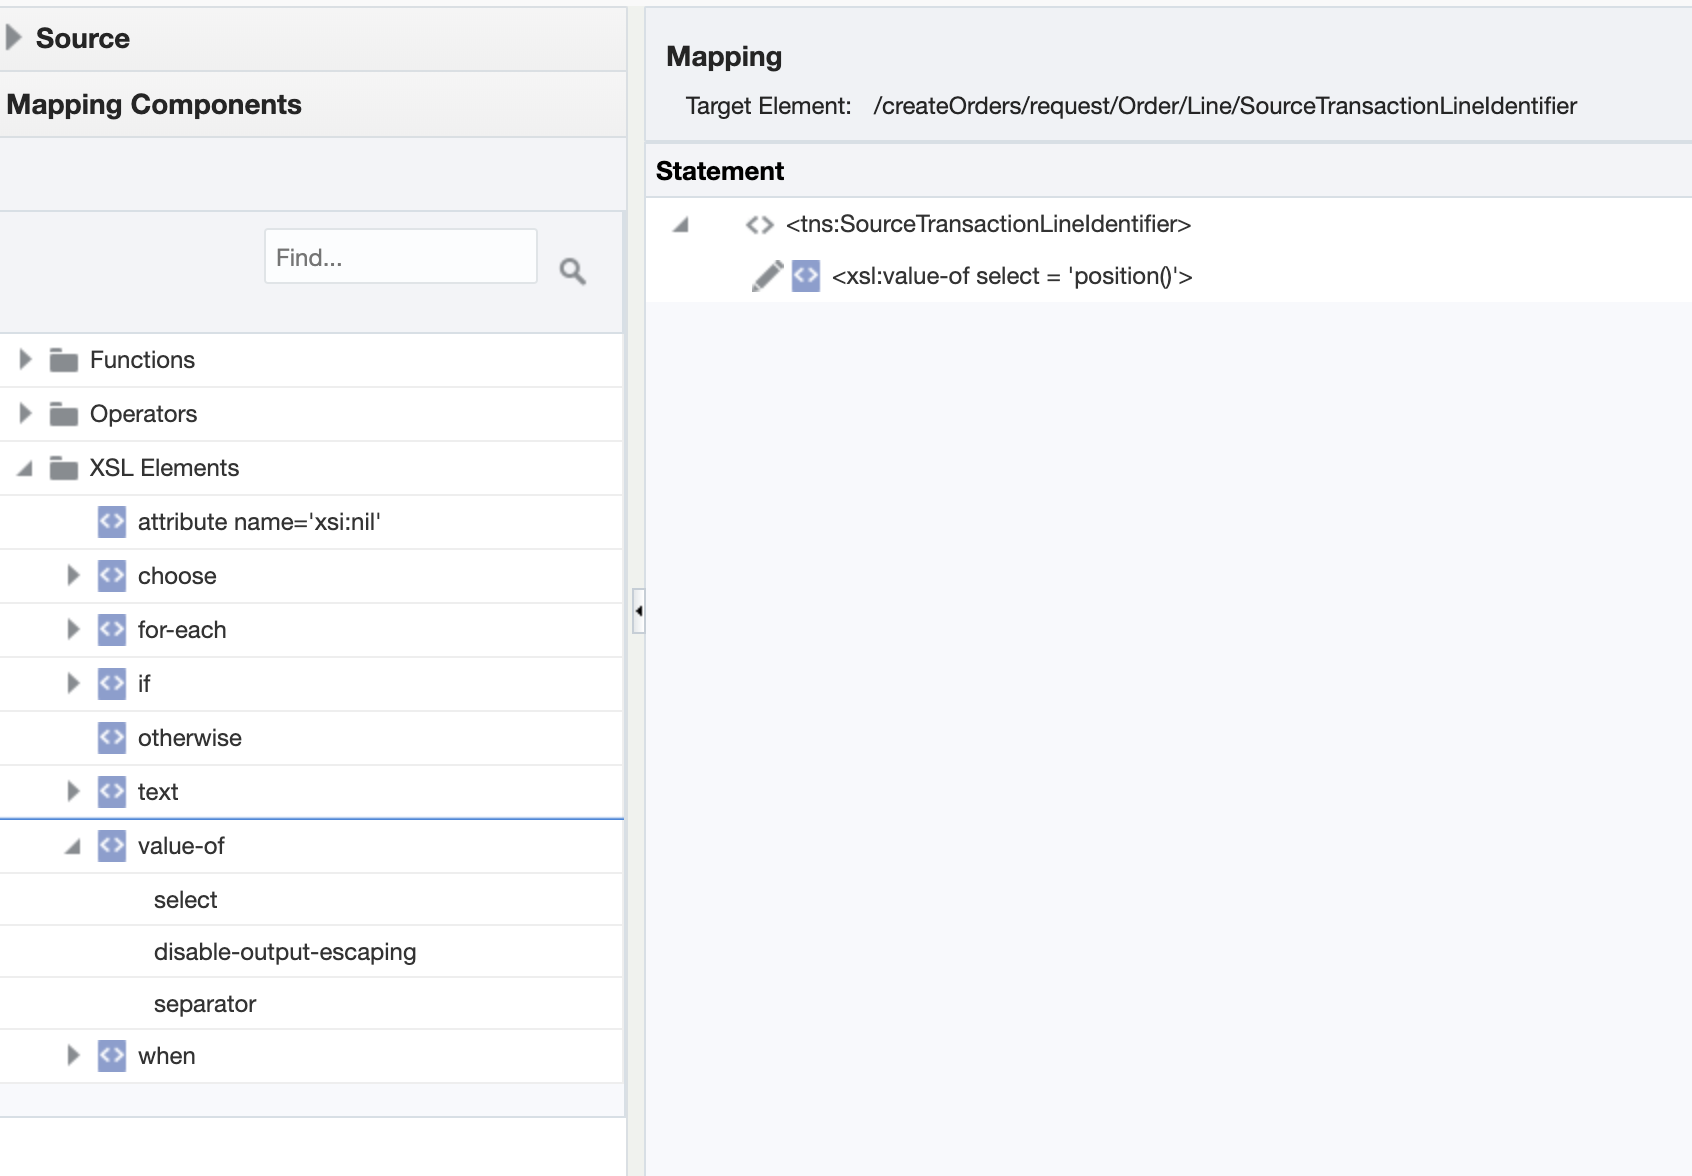 Source
Mapping Components
Find...
Functions
Operators
XSL Elements
attribute name='xsi:nil'
choose
for-each
if
otherwise
text
value-of
select
disable-output-escaping
separator
when
Mapping
Target Element: /createOrders/request/Order/Line/SourceTransactionLineIdentifier
Statement
<tns:SourceTransactionLineIdentifier>
<xsl:value-of select = 'position()'>